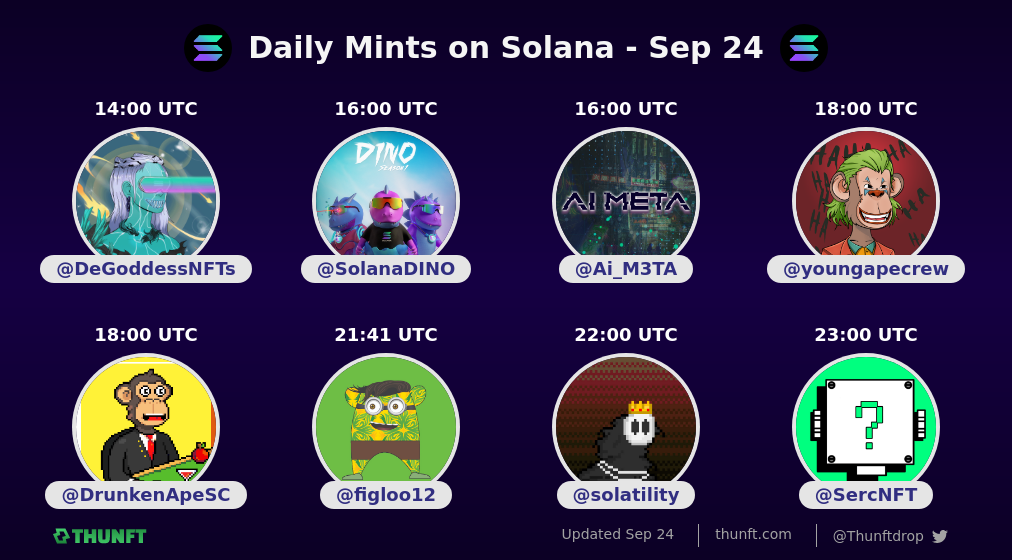 Daily Mints on Solana - Sep 24
14:00 UTC
16:00 UTC
16:00 UTC
18:00 UTC
DINO
SEASON 1
AI META
@DeGoddessNFTs
@SolanaDINO
@Ai_M3TA
@youngapecrew
18:00 UTC
21:41 UTC
22:00 UTC
23:00 UTC
?
@DrunkenApeSC
@figloo12
@solatility
@SercNFT
THUNFT
Updated Sep 24
thunft.com
@Thunftdrop